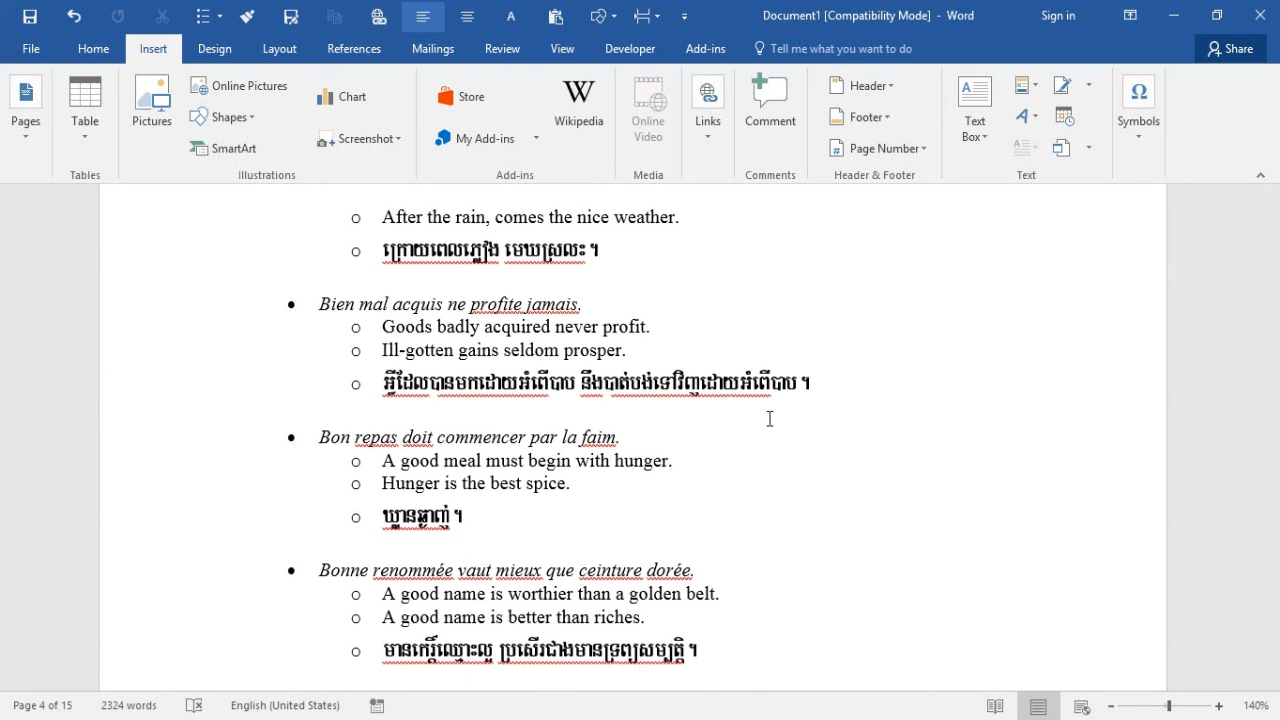 Document1 [Compatibility Mode] - Word
Sign in
File Home Insert Design Layout References Mailings Review View Developer Add-ins Tell me what you want to do Share
Pages
Table
Pictures
Online Pictures
Shapes
SmartArt
Chart
Screenshot
Store
My Add-ins
Wikipedia
Online Video
Links
Comment
Header
Footer
Page Number
Text Box
Symbols
Tables Illustrations Add-ins Media Comments Header & Footer Text
o After the rain, comes the nice weather.
o ក្រោយពេលភ្លៀង មេឃស្រលះ។
• Bien mal acquis ne profite jamais.
o Goods badly acquired never profit.
o Ill-gotten gains seldom prosper.
o អ្វីដែលបានមកដោយអំពើបាប នឹងបាត់បង់ទៅវិញដោយអំពើបាប។
• Bon repas doit commencer par la faim.
o A good meal must begin with hunger.
o Hunger is the best spice.
o ឃ្លានឆ្ងាញ់។
• Bonne renommée vaut mieux que ceinture dorée.
o A good name is worthier than a golden belt.
o A good name is better than riches.
o មានកេរ្តិ៍ឈ្មោះល្អ ប្រសើរជាងមានទ្រព្យសម្បត្តិ។
Page 4 of 15 2324 words English (United States) 140%